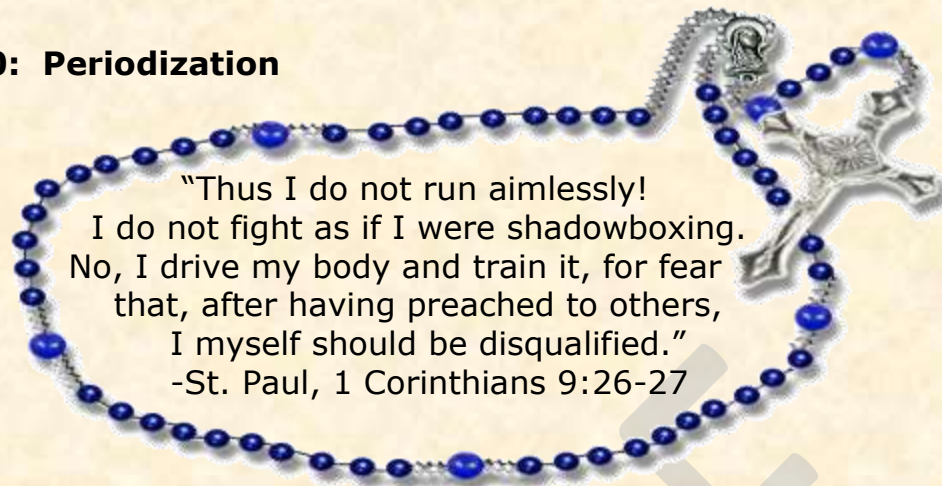 : Periodization
“Thus I do not run aimlessly!
I do not fight as if I were shadowboxing.
No, I drive my body and train it, for fear
that, after having preached to others,
I myself should be disqualified.”
-St. Paul, 1 Corinthians 9:26-27